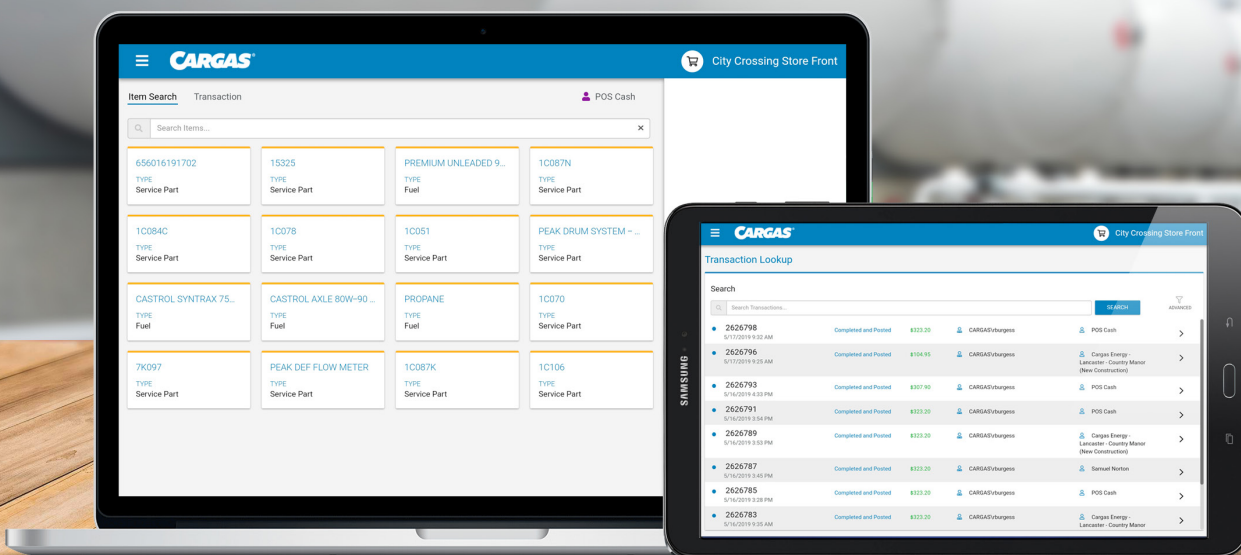 CARGAS®
City Crossing Store Front
Item Search
Transaction
POS Cash
Search Items...
656016191702
TYPE
Service Part
15325
TYPE
Service Part
PREMIUM UNLEADED 9...
TYPE
Fuel
1C087N
TYPE
Service Part
1C084C
TYPE
Service Part
1C078
TYPE
Service Part
1C051
TYPE
Service Part
PEAK DRUM SYSTEM – ...
TYPE
Service Part
CASTROL SYNTRAX 75...
TYPE
Fuel
CASTROL AXLE 80W-90 ...
TYPE
Fuel
PROPANE
TYPE
Fuel
1C070
TYPE
Service Part
7K097
TYPE
Service Part
PEAK DEF FLOW METER
TYPE
Service Part
1C087K
TYPE
Service Part
1C106
TYPE
Service Part
SAMSUNG
CARGAS
City Crossing Store Front
Transaction Lookup
Search
Search Transactions...
SEARCH
ADVANCED
2626798 Completed and Posted $323.20 CARGAS\rburgess POS Cash
5/17/2019 9:32 AM
2626796 Completed and Posted $104.95 CARGAS\rburgess Cargas Energy -
5/17/2019 9:25 AM Lancaster - Country Manor
(New Construction)
2626793 Completed and Posted $307.90 CARGAS\rburgess POS Cash
5/16/2019 4:33 PM
2626791 Completed and Posted $323.20 CARGAS\rburgess POS Cash
5/16/2019 3:54 PM
2626789 Completed and Posted $323.20 CARGAS\rburgess Cargas Energy -
5/16/2019 3:53 PM Lancaster - Country Manor
(New Construction)
2626787 Completed and Posted $323.20 CARGAS\rburgess Samuel Norton
5/16/2019 3:45 PM
2626785 Completed and Posted $323.20 CARGAS\rburgess POS Cash
5/16/2019 3:28 PM
2626783 Completed and Posted $323.20 CARGAS\rburgess Cargas Energy -
5/16/2019 9:35 AM Lancaster - Country Manor